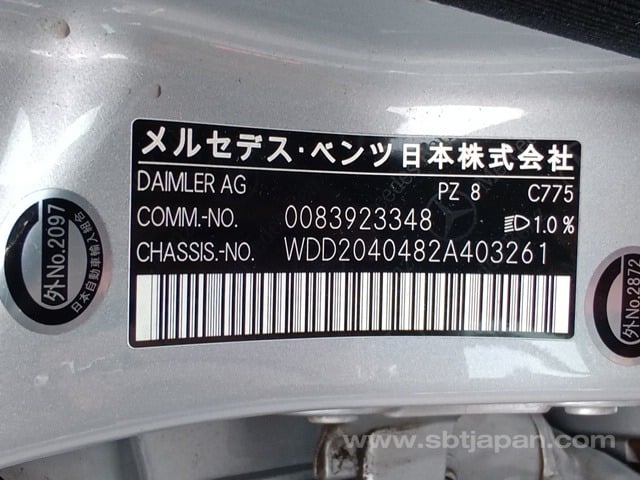 メルセデス・ベンツ日本株式会社
DAIMLER AG PZ 8 C775
COMM.-NO. 0083923348 1.0%
CHASSIS.-NO. WDD2040482A403261
外No.2097
日本自動車輸入組合
外No.2872
www.sbtjapan.com